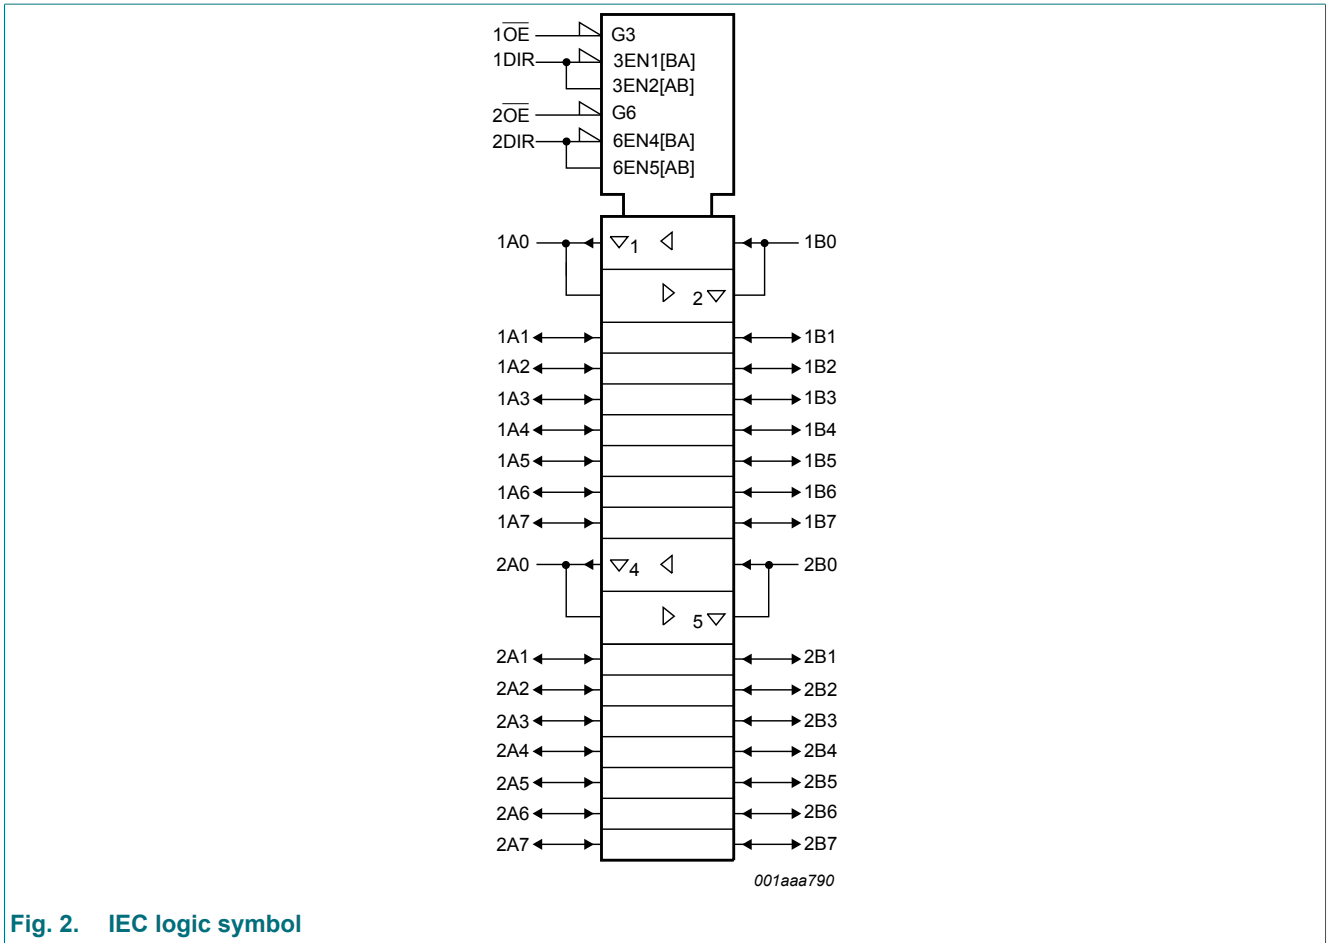 1O̅E̅ G3
1DIR 3EN1[BA]
3EN2[AB]
2O̅E̅ G6
2DIR 6EN4[BA]
6EN5[AB]
1A0 1 1B0
2
1A1 1B1
1A2 1B2
1A3 1B3
1A4 1B4
1A5 1B5
1A6 1B6
1A7 1B7
2A0 4 2B0
5
2A1 2B1
2A2 2B2
2A3 2B3
2A4 2B4
2A5 2B5
2A6 2B6
2A7 2B7
001aaa790
Fig. 2. IEC logic symbol